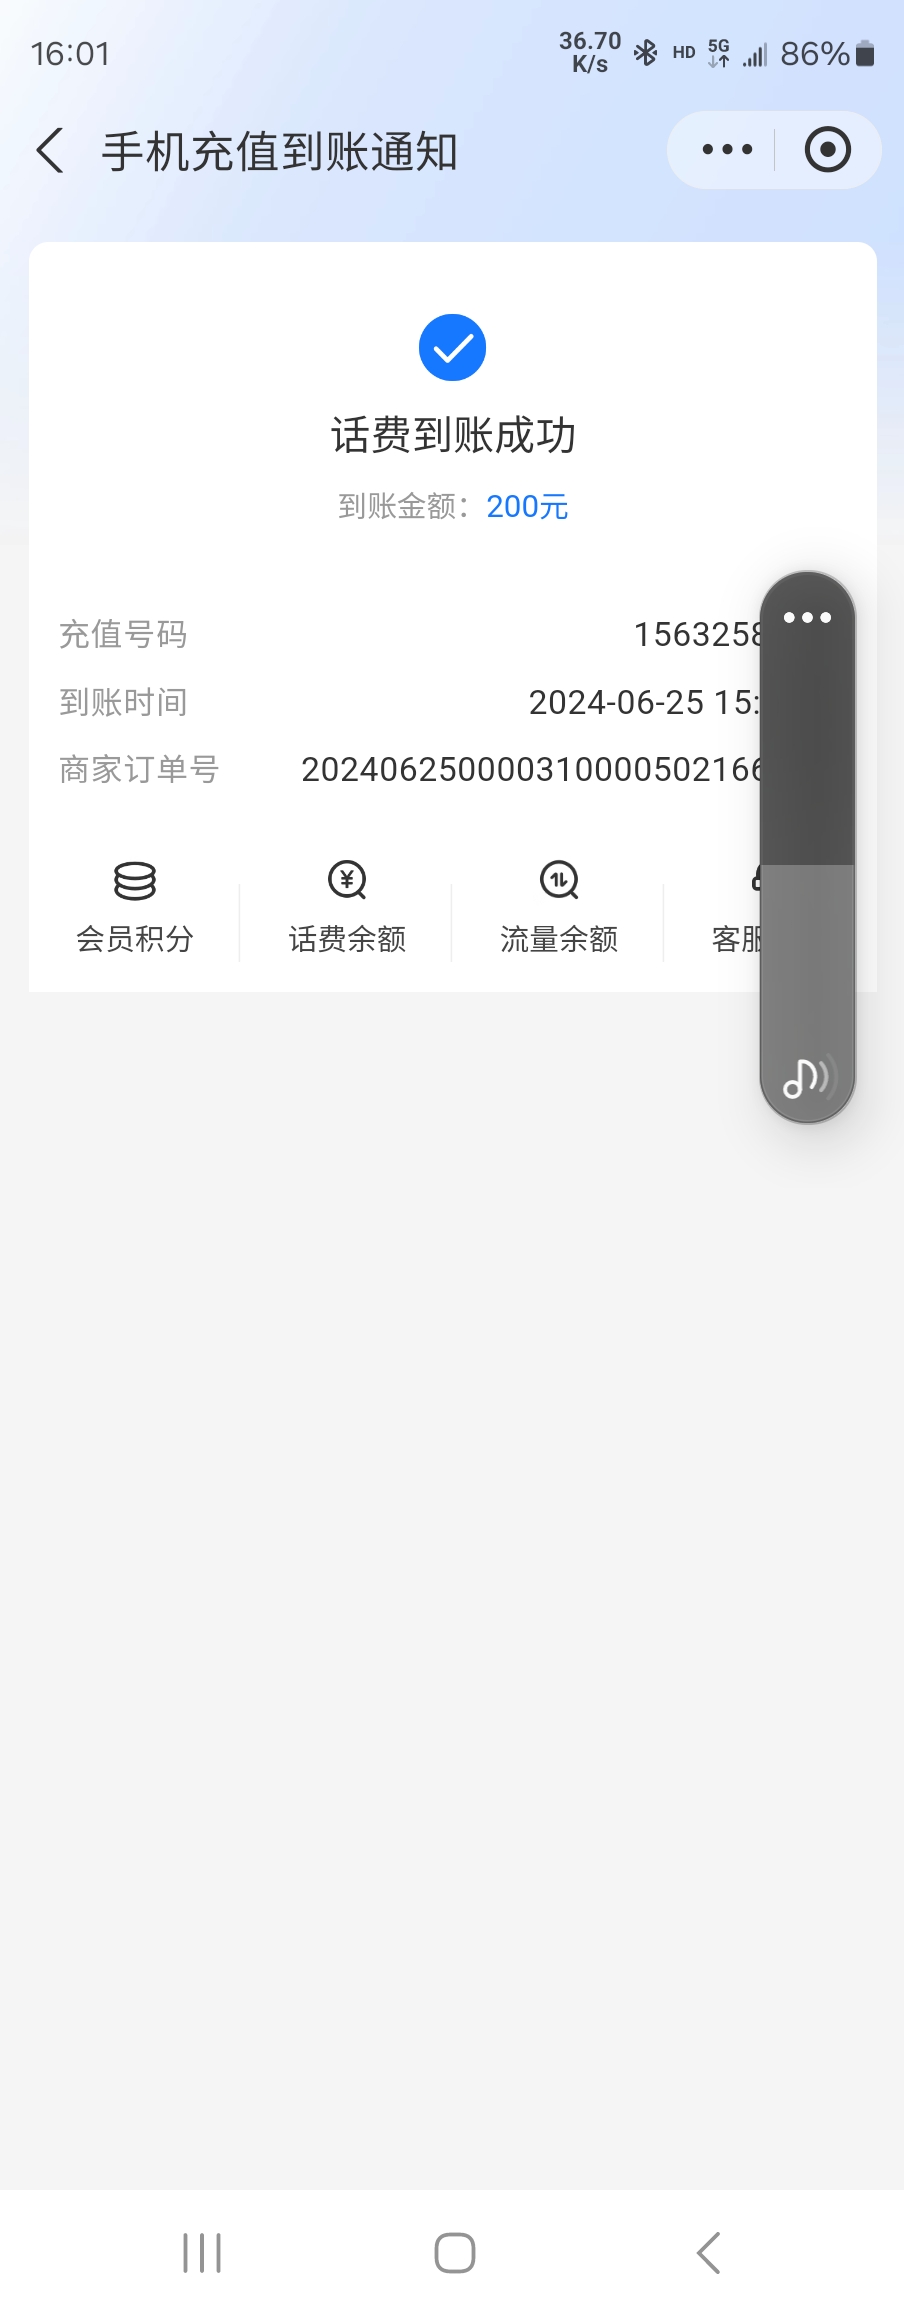 16:01
36.70 K/s HD 5G 86%
手机充值到账通知
话费到账成功
到账金额：200元
充值号码 156325
到账时间 2024-06-25 15:
商家订单号 20240625000031000050216
会员积分 话费余额 流量余额 客服